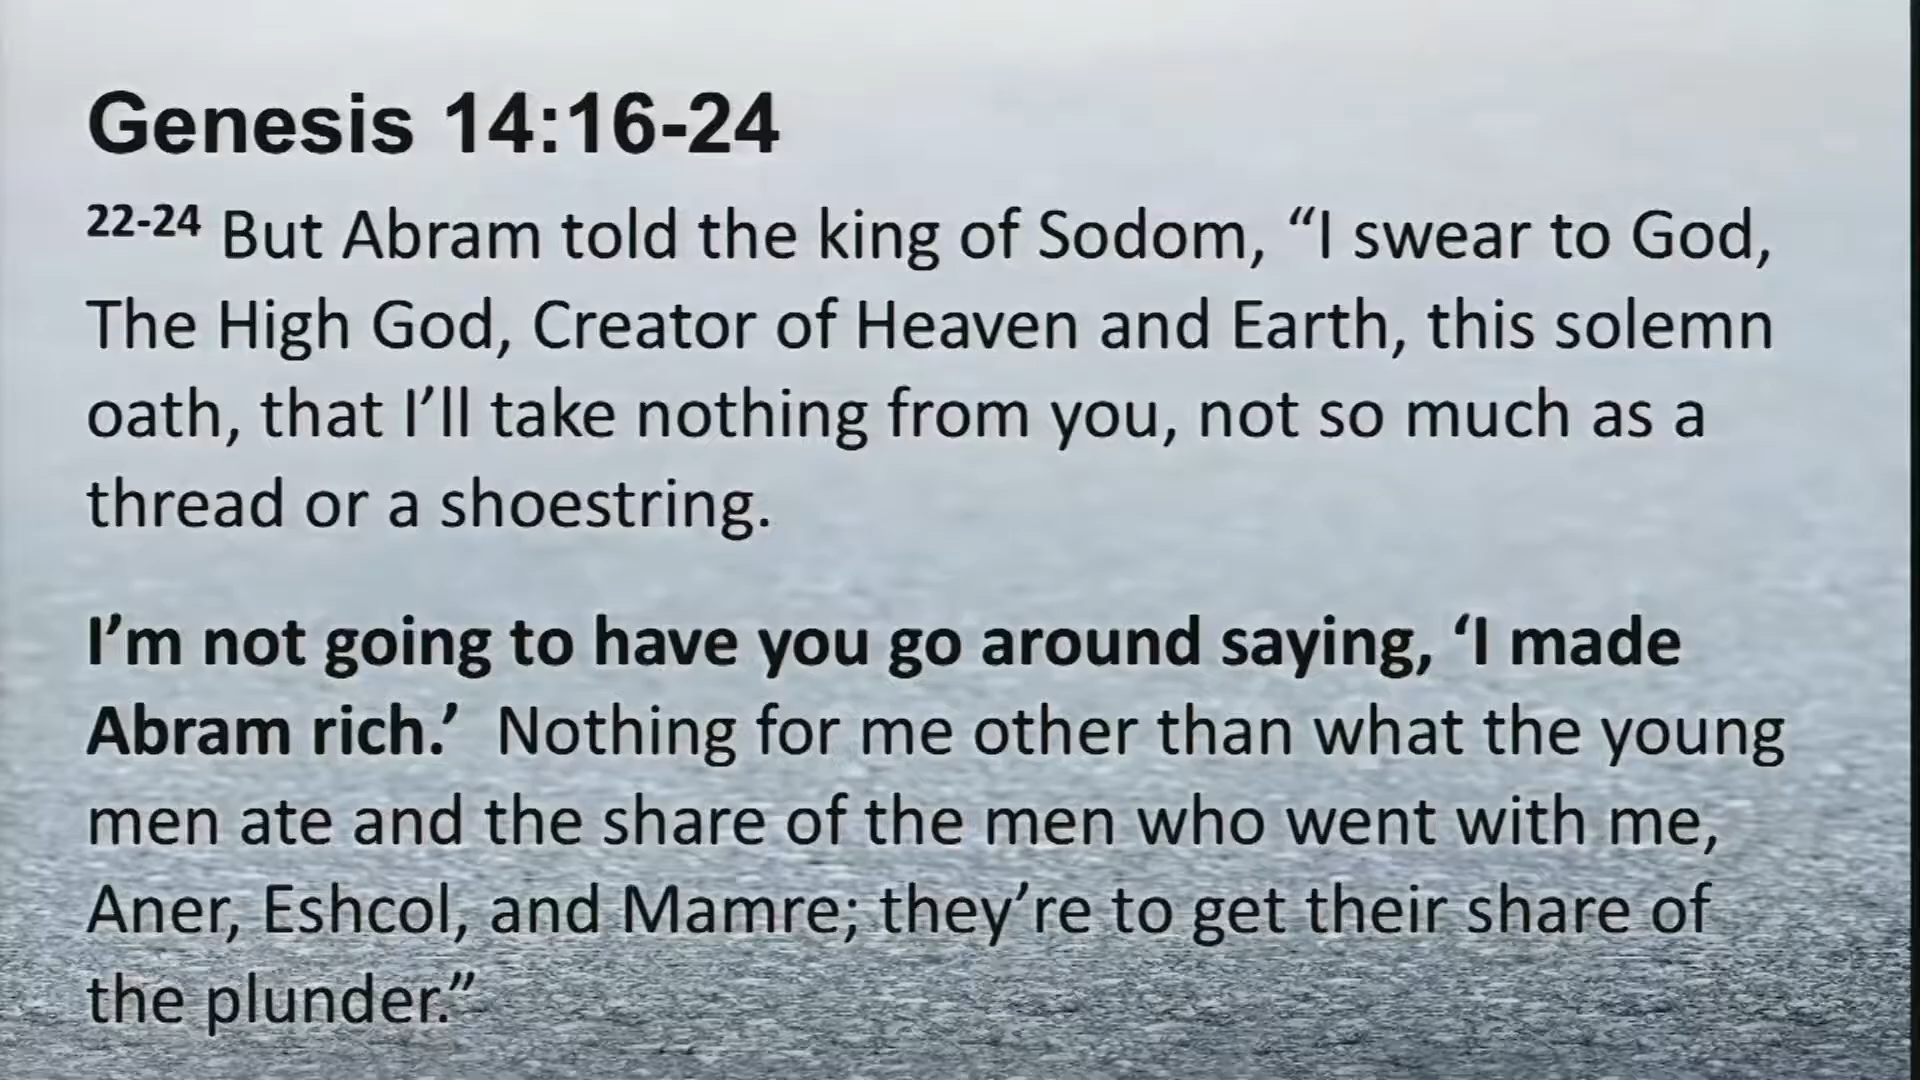 Genesis 14:16-24
22-24 But Abram told the king of Sodom, “I swear to God,
The High God, Creator of Heaven and Earth, this solemn
oath, that I’ll take nothing from you, not so much as a
thread or a shoestring.
I’m not going to have you go around saying, ‘I made
Abram rich.’ Nothing for me other than what the young
men ate and the share of the men who went with me,
Aner, Eshcol, and Mamre; they’re to get their share of
the plunder.”